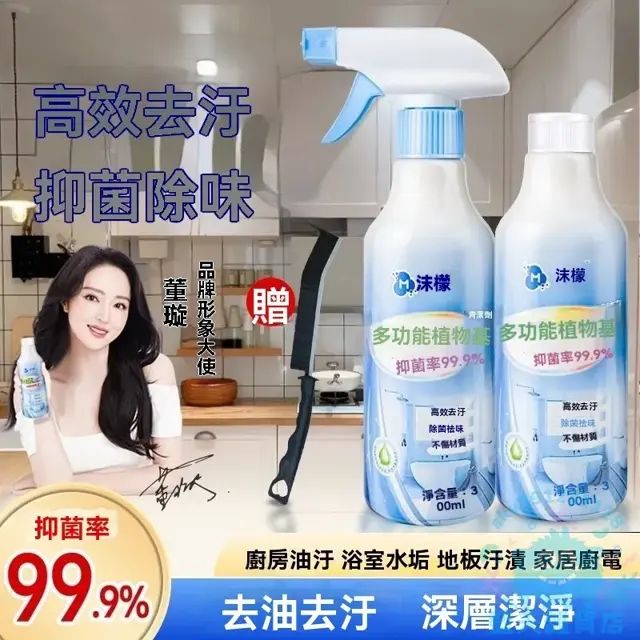 高效去汙
抑菌除味
品牌形象大使
董璇
贈
沫檬
清潔劑
多功能植物基
抑菌率99.9%
高效去汙
除菌祛味
不傷材質
淨含量：3
00ml
沫檬
多功能植物基
抑菌率99.9%
高效去汙
除菌祛味
不傷材質
淨含量：3
00ml
抑菌率
99.9%
廚房油汙 浴室水垢 地板汙漬 家居廚電
去油去汙 深層潔淨